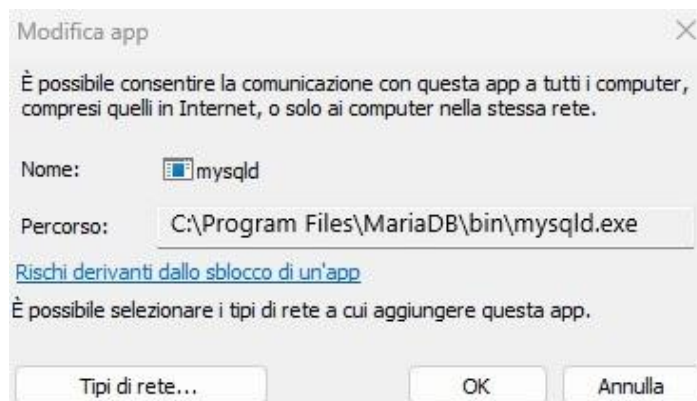 Modifica app
È possibile consentire la comunicazione con questa app a tutti i computer,
compresi quelli in Internet, o solo ai computer nella stessa rete.
Nome: mysqld
Percorso: C:\Program Files\MariaDB\bin\mysqld.exe
Rischi derivanti dallo sblocco di un'app
È possibile selezionare i tipi di rete a cui aggiungere questa app.
Tipi di rete... OK Annulla